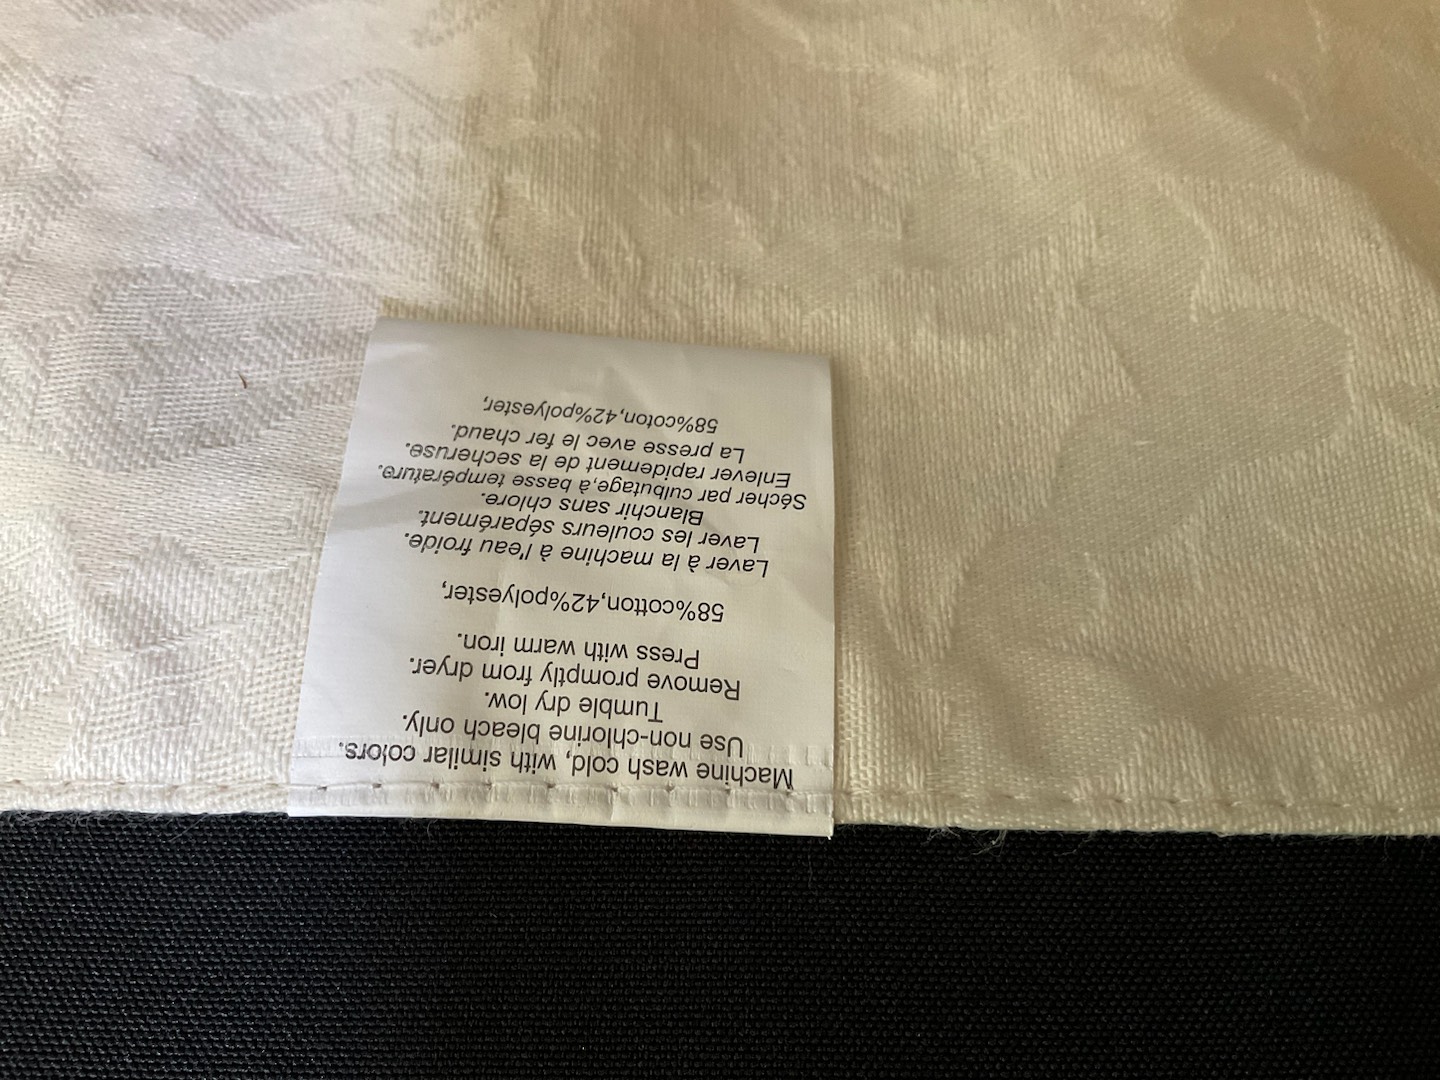 Machine wash cold, with similar colors.
Use non-chlorine bleach only.
Tumble dry low.
Remove promptly from dryer.
Press with warm iron.
58%cotton,42%polyester,
Laver à la machine à l'eau froide.
Laver les couleurs séparément.
Blanchir sans chlore.
Sécher par culbutage,à basse température.
Enlever rapidement de la sécheruse.
La presse avec le fer chaud.
58%coton,42%polyester,